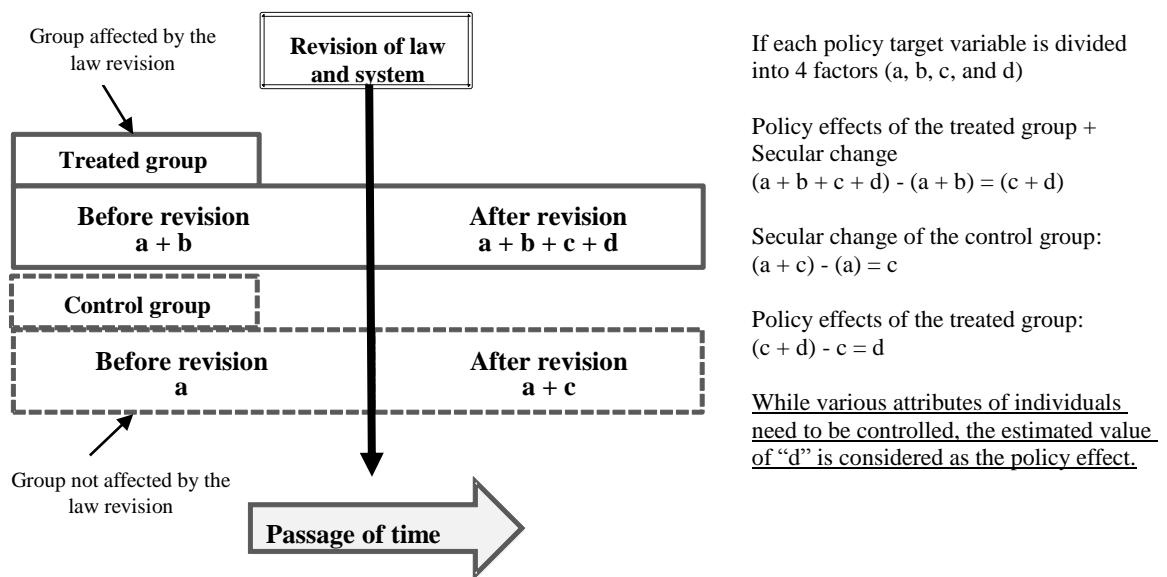 Group affected by the
law revision
Revision of law
and system
Treated group
Before revision
a + b
After revision
a + b + c + d
Control group
Before revision
a
After revision
a + c
Group not affected by the
law revision
Passage of time
If each policy target variable is divided
into 4 factors (a, b, c, and d)
Policy effects of the treated group +
Secular change
(a + b + c + d) - (a + b) = (c + d)
Secular change of the control group:
(a + c) - (a) = c
Policy effects of the treated group:
(c + d) - c = d
While various attributes of individuals
need to be controlled, the estimated value
of “d” is considered as the policy effect.